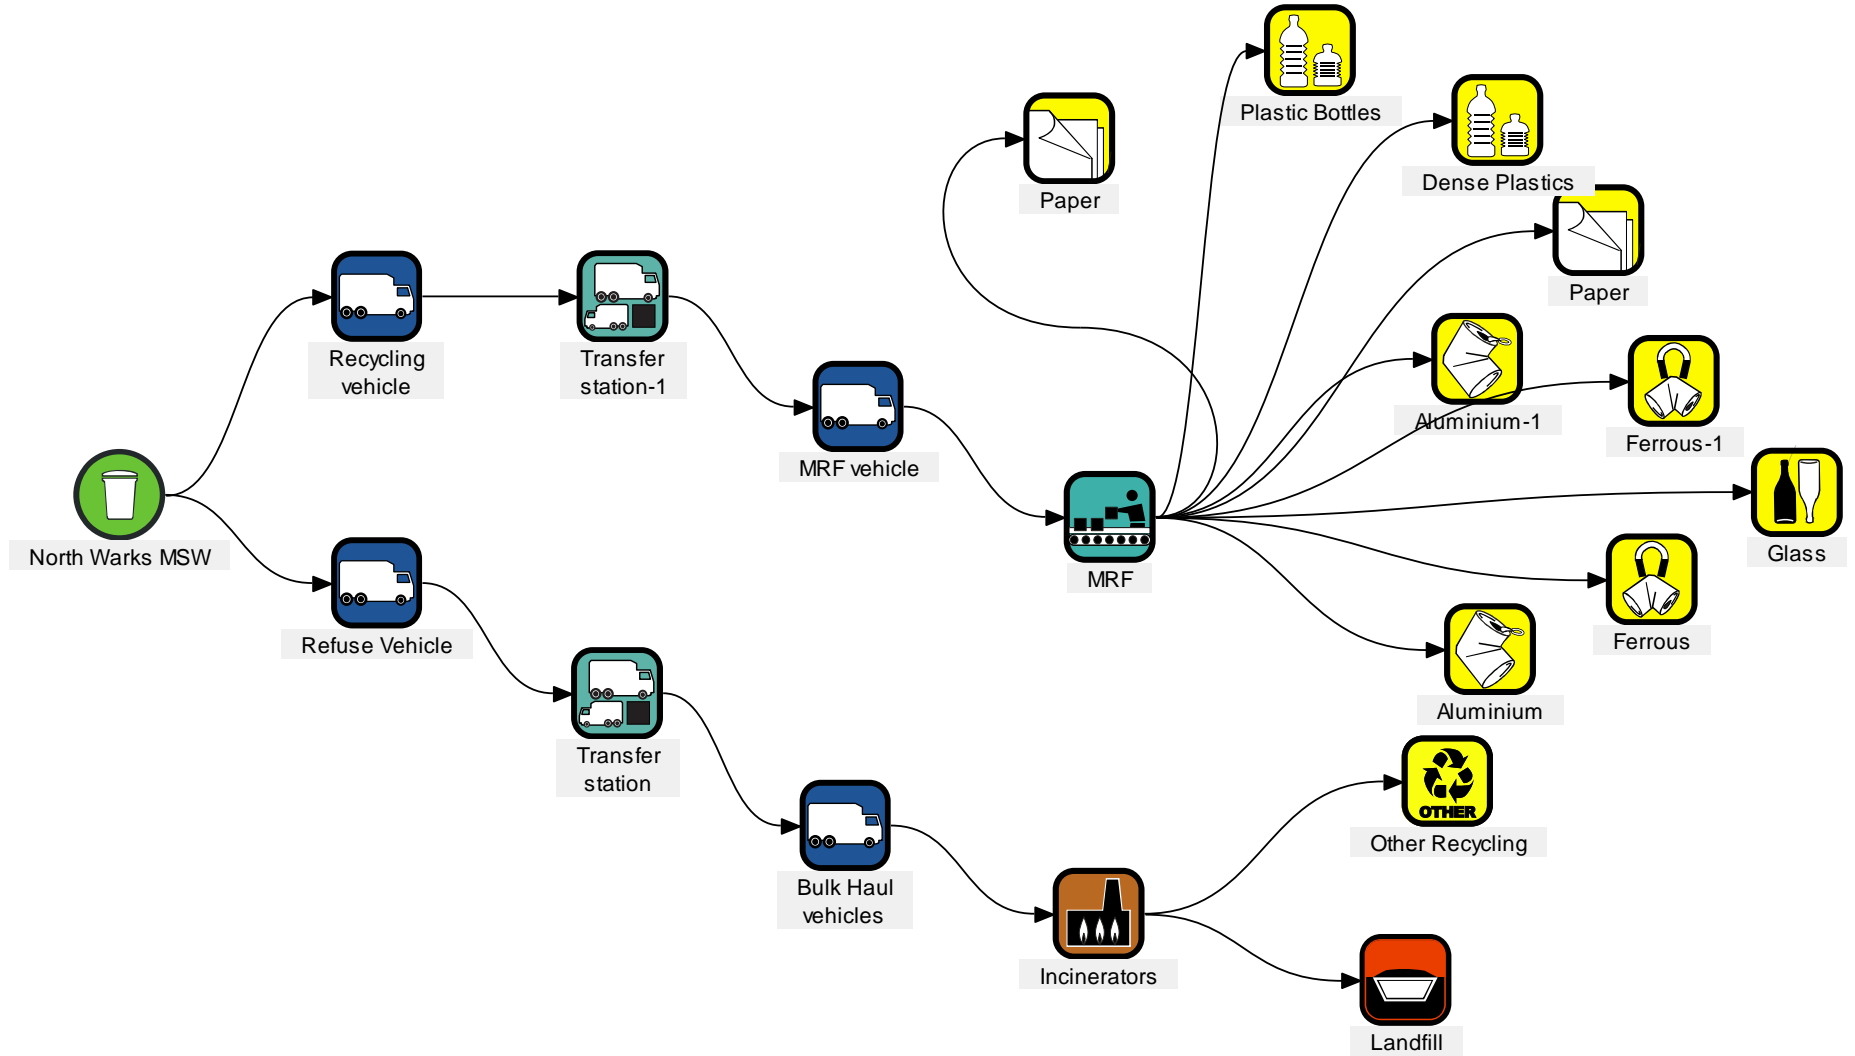 Plastic Bottles
Dense Plastics
Paper
Paper
Recycling
vehicle
Transfer
station-1
Aluminium-1
Ferrous-1
MRF vehicle
North Warks MSW
Glass
MRF
Refuse Vehicle
Ferrous
Aluminium
Transfer
station
OTHER
Other Recycling
Bulk Haul
vehicles
Incinerators
Landfill